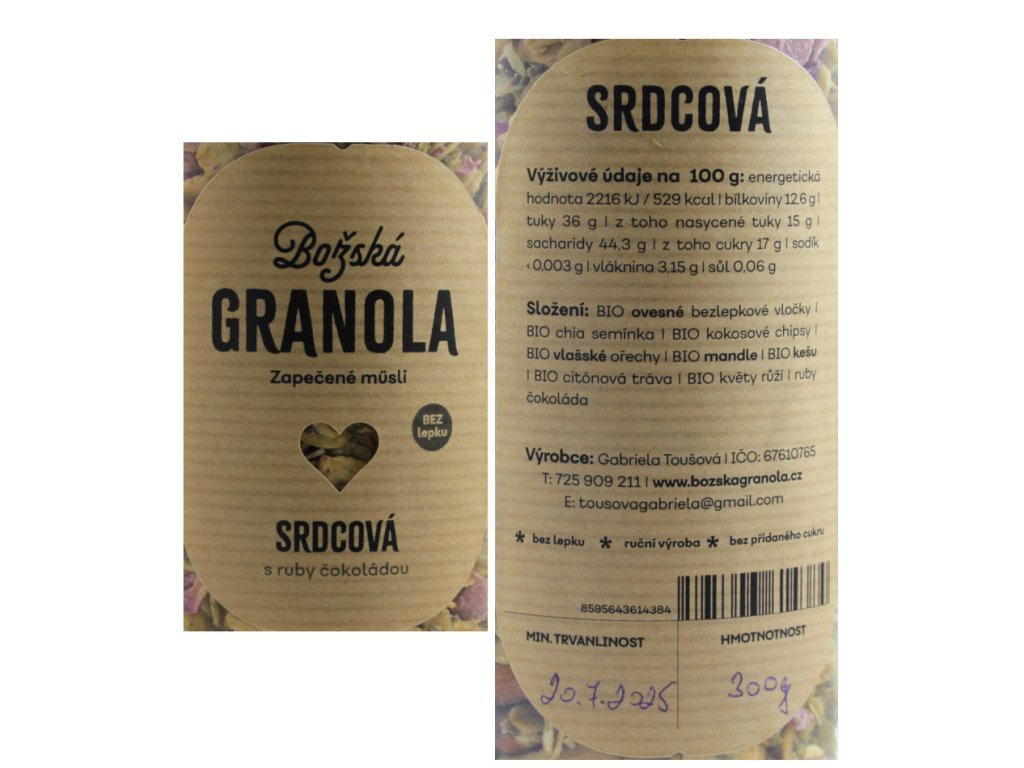 Božská
GRANOLA
Zapečené műsli
BEZ
lepku
SRDCOVÁ
s ruby čokoládou
SRDCOVÁ
Výživové údaje na 100 g: energetická
hodnota 2216 kJ / 529 kcal | bílkoviny 12,6 g |
tuky 36 g | z toho nasycené tuky 15 g |
sacharidy 44,3 g | z toho cukry 17 g | sodík
<0,003 g | vláknina 3,15 g | sůl 0,06 g
Složení: BIO ovesné bezlepkové vločky |
BIO chia semínka | BIO kokosové chipsy |
BIO vlašské ořechy | BIO mandle | BIO kešu
| BIO citónová tráva | BIO květy růží | ruby
čokoláda
Výrobce: Gabriela Toušová | IČO: 67610765
T: 725 909 211 | www.bozskagranola.cz
E: tousovagabriela@gmail.com
* bez lepku * ruční výroba * bez přidaného cukru
8595643614384
MIN. TRVANLINOST
HMOTNOTNOST
20.7.2025
300g